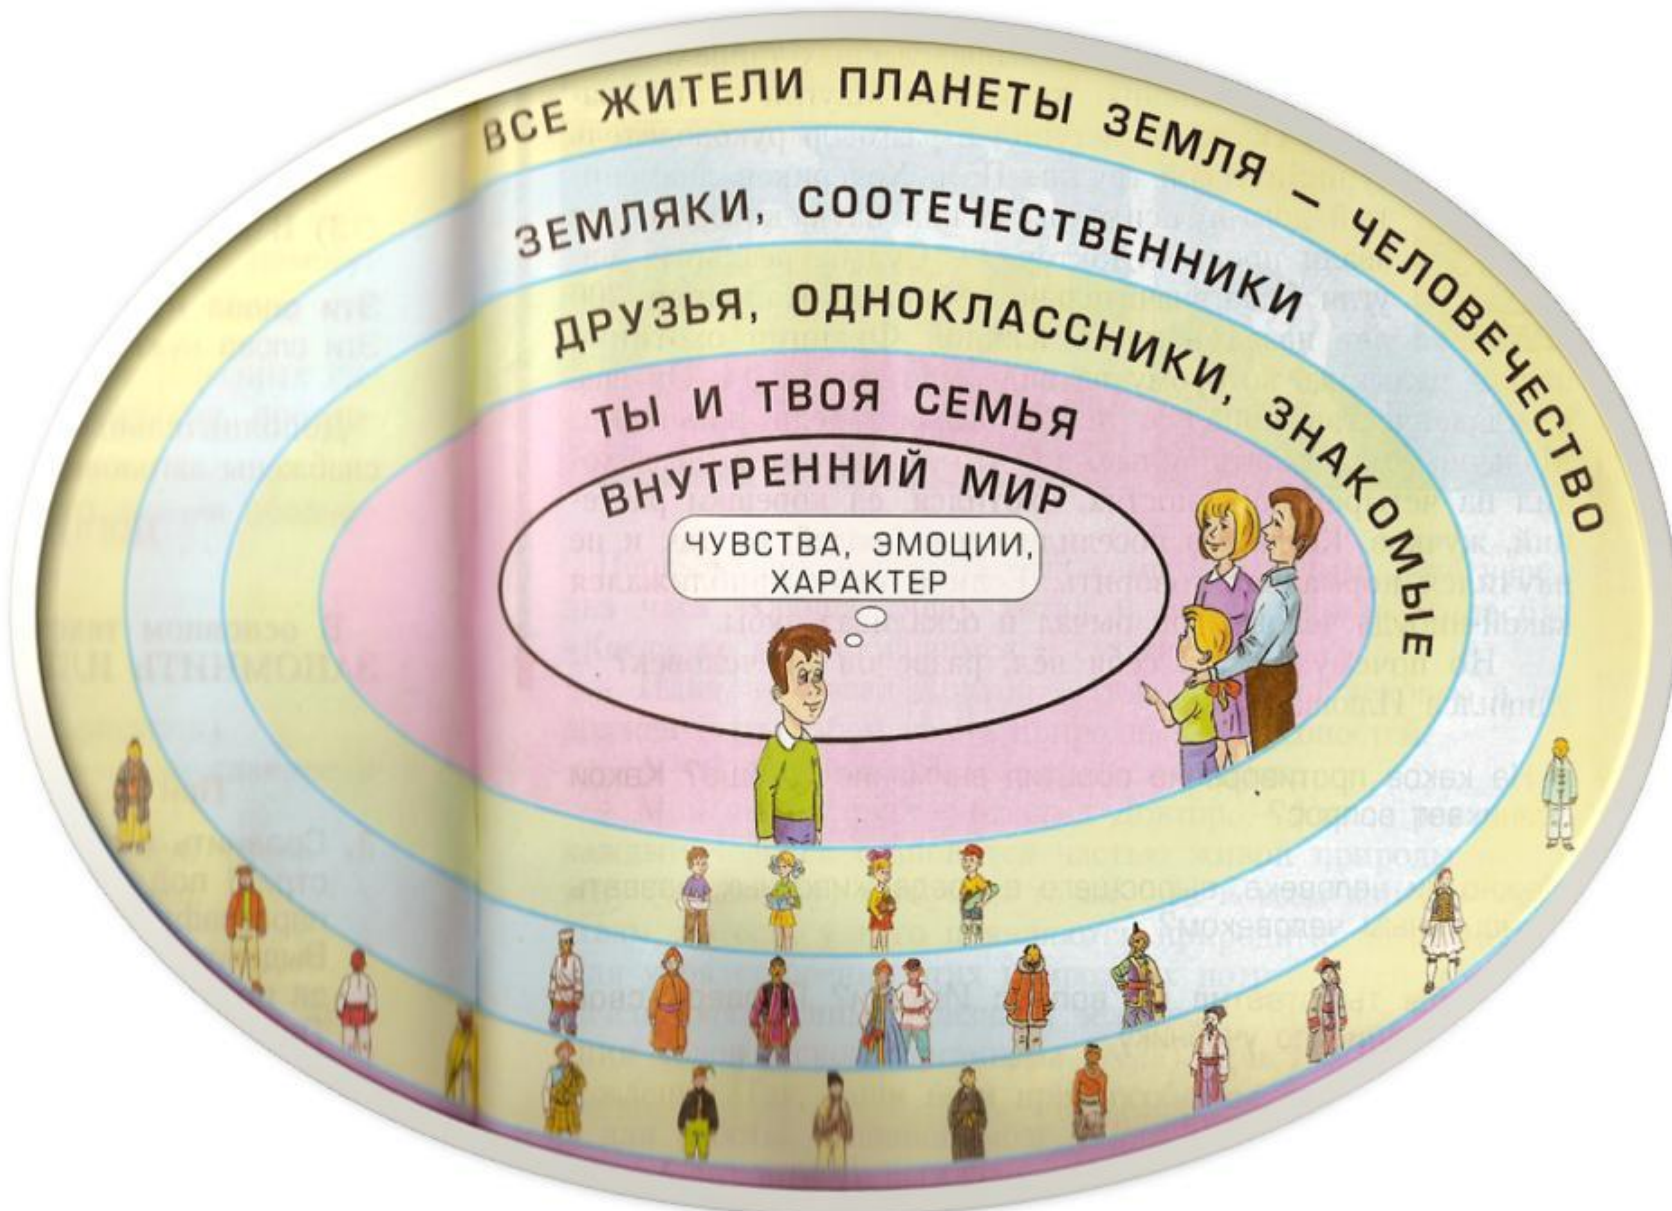 ВСЕ ЖИТЕЛИ ПЛАНЕТЫ ЗЕМЛЯ – ЧЕЛОВЕЧЕСТВО
ЗЕМЛЯКИ, СООТЕЧЕСТВЕННИКИ
ДРУЗЬЯ, ОДНОКЛАССНИКИ, ЗНАКОМЫЕ
ТЫ И ТВОЯ СЕМЬЯ
ВНУТРЕННИЙ МИР
ЧУВСТВА, ЭМОЦИИ,
ХАРАКТЕР